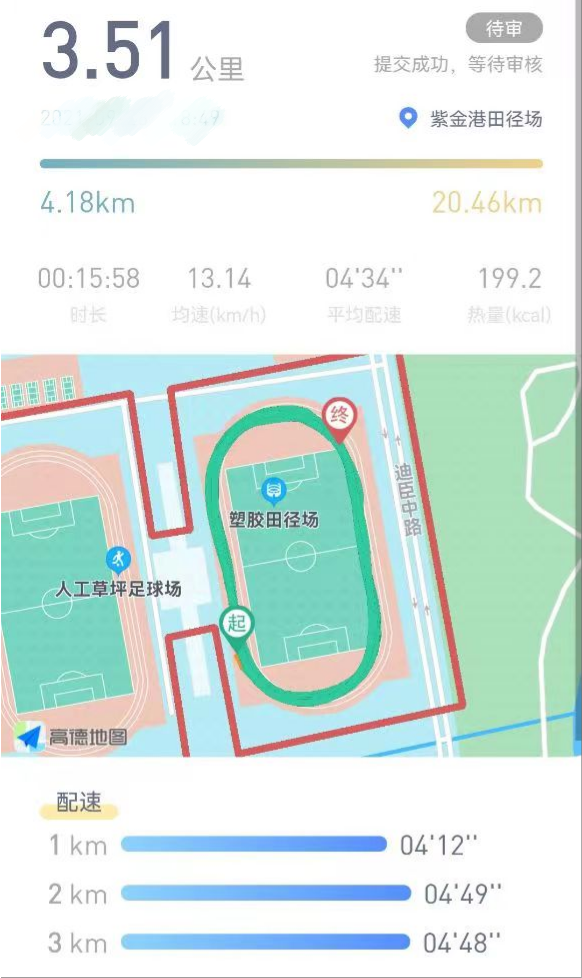 3.51 公里
待审
提交成功，等待审核
紫金港田径场
4.18km 20.46km
00:15:58 13.14 04'34'' 199.2
时长 均速(km/h) 平均配速 热量(kcal)
终
迪臣中路
塑胶田径场
人工草坪足球场
起
高德地图
配速
1 km 04'12''
2 km 04'49''
3 km 04'48''